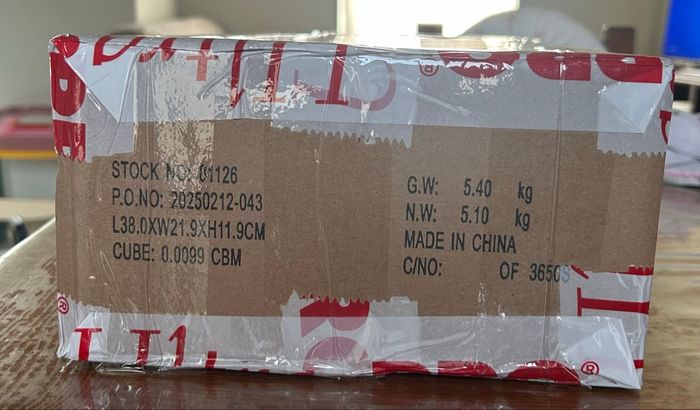 STOCK NO: 01126
P.O.NO: 20250212-043
L38.0XW21.9XH11.9CM
CUBE: 0.0099 CBM
G.W: 5.40 kg
N.W: 5.10 kg
MADE IN CHINA
C/NO: OF 3650S